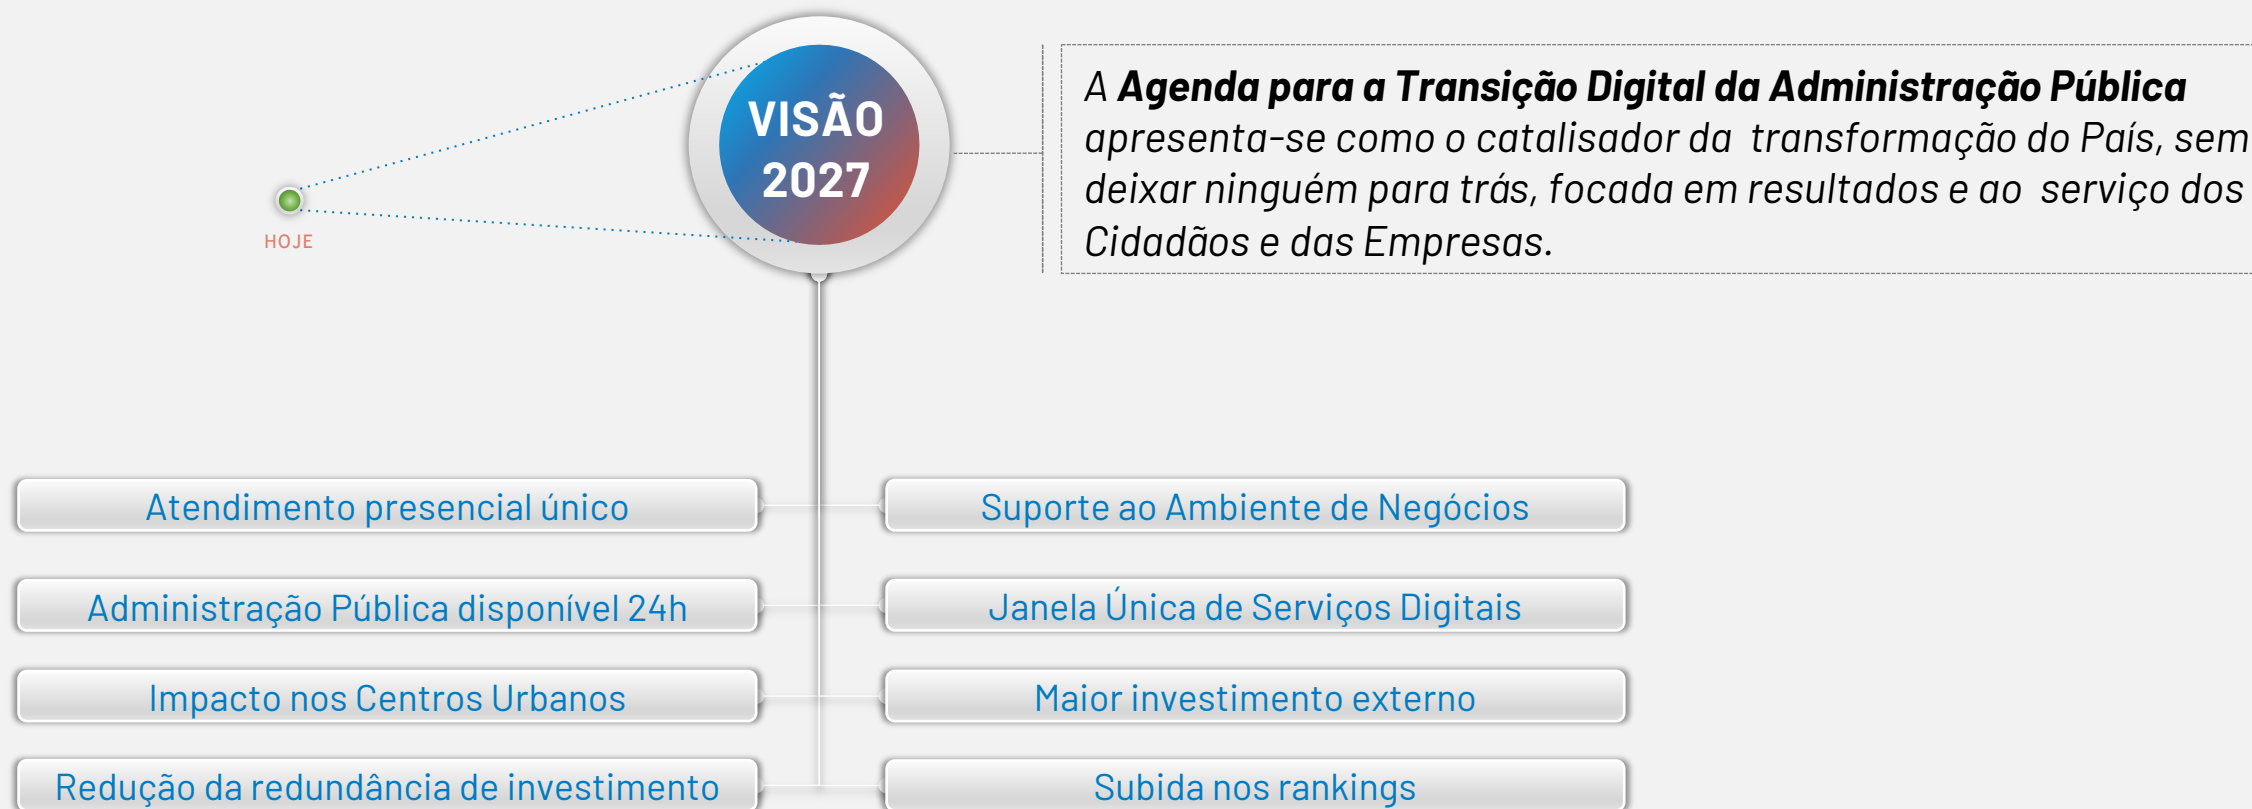 VISÃO
2027
HOJE
A Agenda para a Transição Digital da Administração Pública
apresenta-se como o catalisador da transformação do País, sem
deixar ninguém para trás, focada em resultados e ao serviço dos
Cidadãos e das Empresas.
Atendimento presencial único
Suporte ao Ambiente de Negócios
Administração Pública disponível 24h
Janela Única de Serviços Digitais
Impacto nos Centros Urbanos
Maior investimento externo
Redução da redundância de investimento
Subida nos rankings